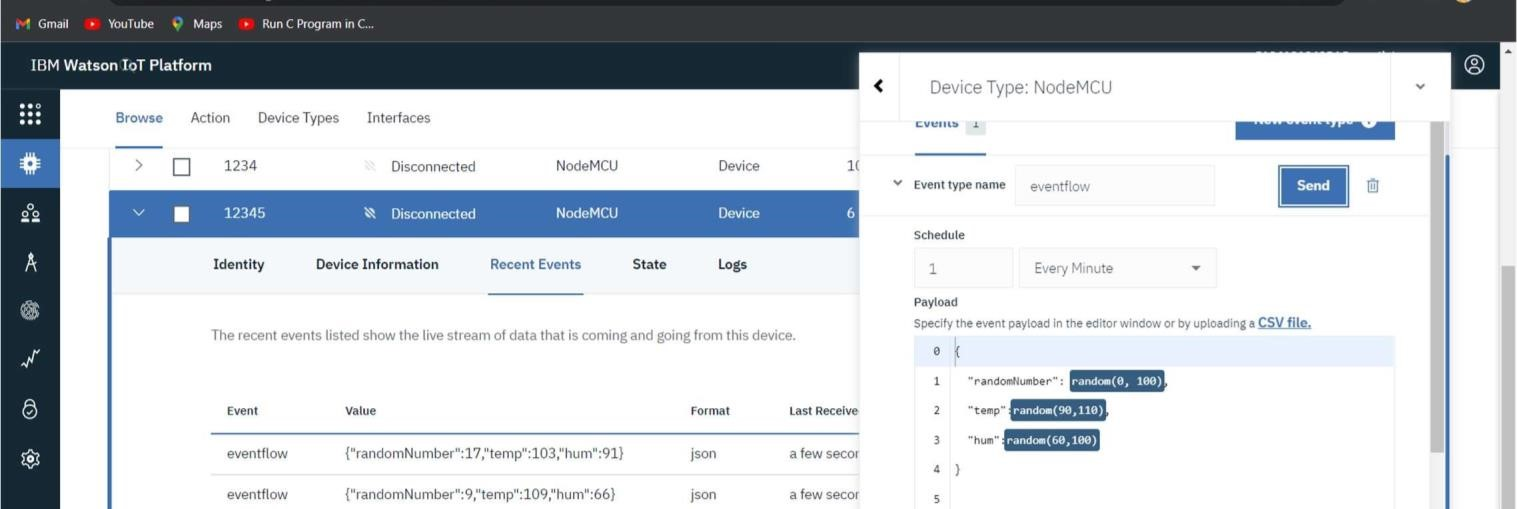 Gmail YouTube Maps Run C Program in C...
IBM Watson IoT Platform
Device Type: NodeMCU
Browse Action Device Types Interfaces
Events 1 New event type
1234 Disconnected NodeMCU Device
12345 Disconnected NodeMCU Device 6
Event type name eventflow Send
Identity Device Information Recent Events State Logs
Schedule
1 Every Minute
The recent events listed show the live stream of data that is coming and going from this device.
Payload
Specify the event payload in the editor window or by uploading a CSV file.
0 {
1 "randomNumber": random(0, 100),
2 "temp":random(90,110),
3 "hum":random(60,100)
4 }
5
Event Value Format Last Receive
eventflow {"randomNumber":17,"temp":103,"hum":91} json a few secon
eventflow {"randomNumber":9,"temp":109,"hum":66} json a few secon